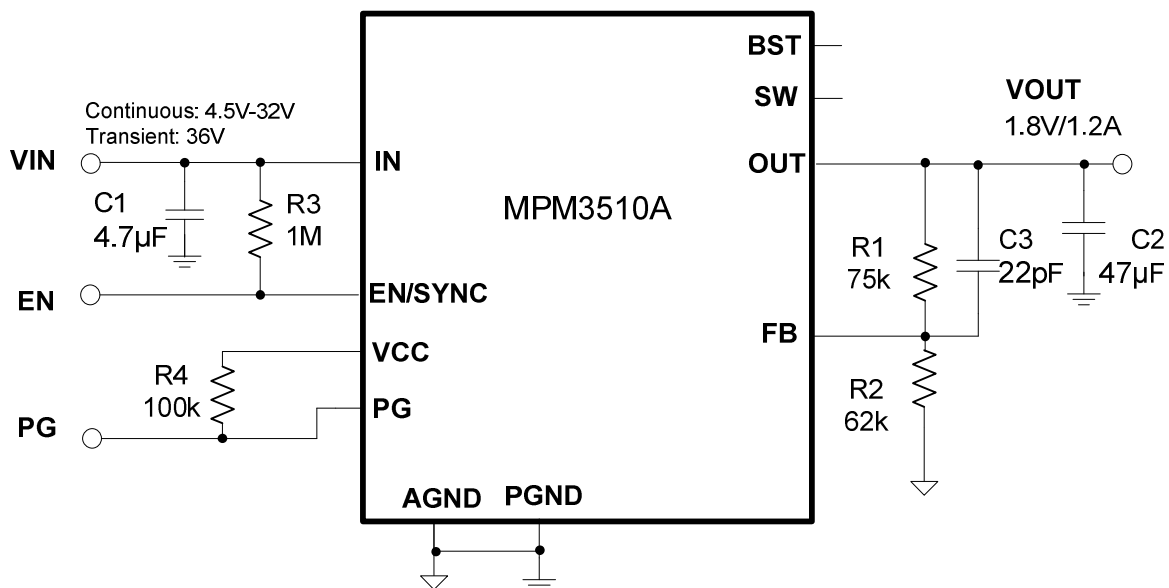 BST
SW
Continuous: 4.5V-32V
Transient: 36V
VOUT
1.8V/1.2A
VIN
IN
OUT
MPM3510A
C1
4.7µF
R3
1M
R1
75k
C3
22pF
C2
47µF
EN
EN/SYNC
FB
VCC
R4
100k
PG
PG
R2
62k
AGND
PGND